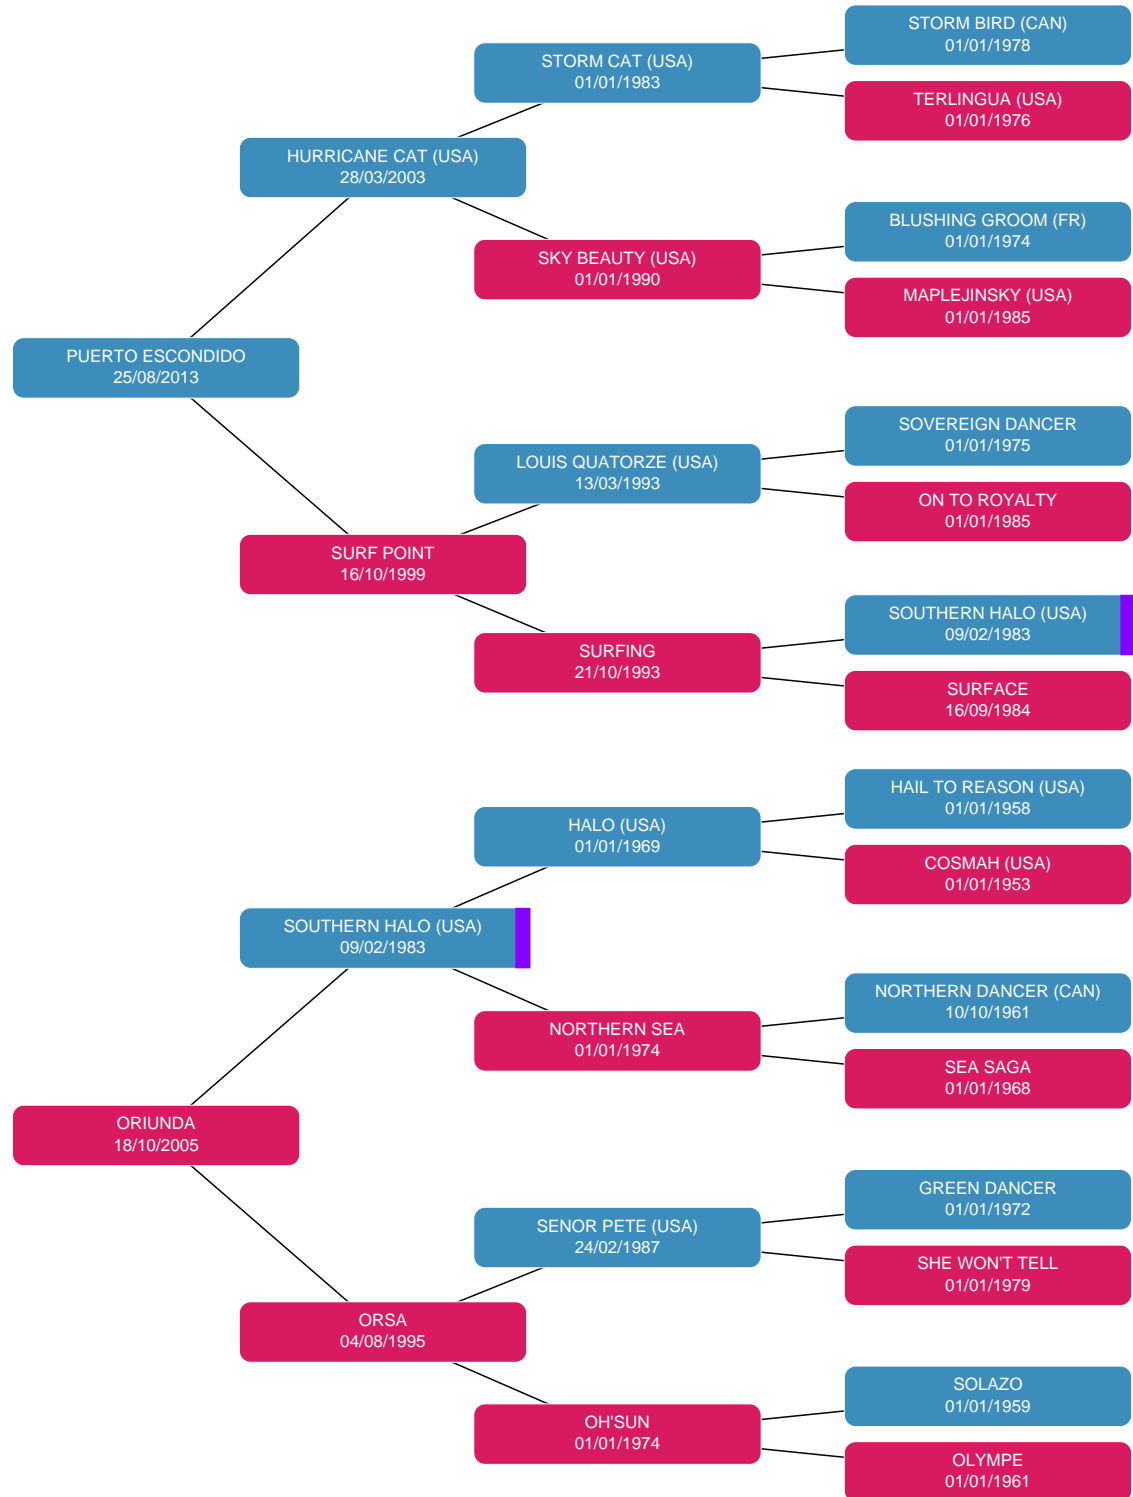 STORM BIRD (CAN)
01/01/1978
STORM CAT (USA)
01/01/1983
TERLINGUA (USA)
01/01/1976
HURRICANE CAT (USA)
28/03/2003
BLUSHING GROOM (FR)
01/01/1974
SKY BEAUTY (USA)
01/01/1990
MAPLEJINSKY (USA)
01/01/1985
PUERTO ESCONDIDO
25/08/2013
SOVEREIGN DANCER
01/01/1975
LOUIS QUATORZE (USA)
13/03/1993
ON TO ROYALTY
01/01/1985
SURF POINT
16/10/1999
SOUTHERN HALO (USA)
09/02/1983
SURFING
21/10/1993
SURFACE
16/09/1984
HAIL TO REASON (USA)
01/01/1958
HALO (USA)
01/01/1969
COSMAH (USA)
01/01/1953
SOUTHERN HALO (USA)
09/02/1983
NORTHERN DANCER (CAN)
10/10/1961
NORTHERN SEA
01/01/1974
SEA SAGA
01/01/1968
ORIUNDA
18/10/2005
GREEN DANCER
01/01/1972
SENOR PETE (USA)
24/02/1987
SHE WON'T TELL
01/01/1979
ORSA
04/08/1995
SOLAZO
01/01/1959
OH'SUN
01/01/1974
OLYMPE
01/01/1961